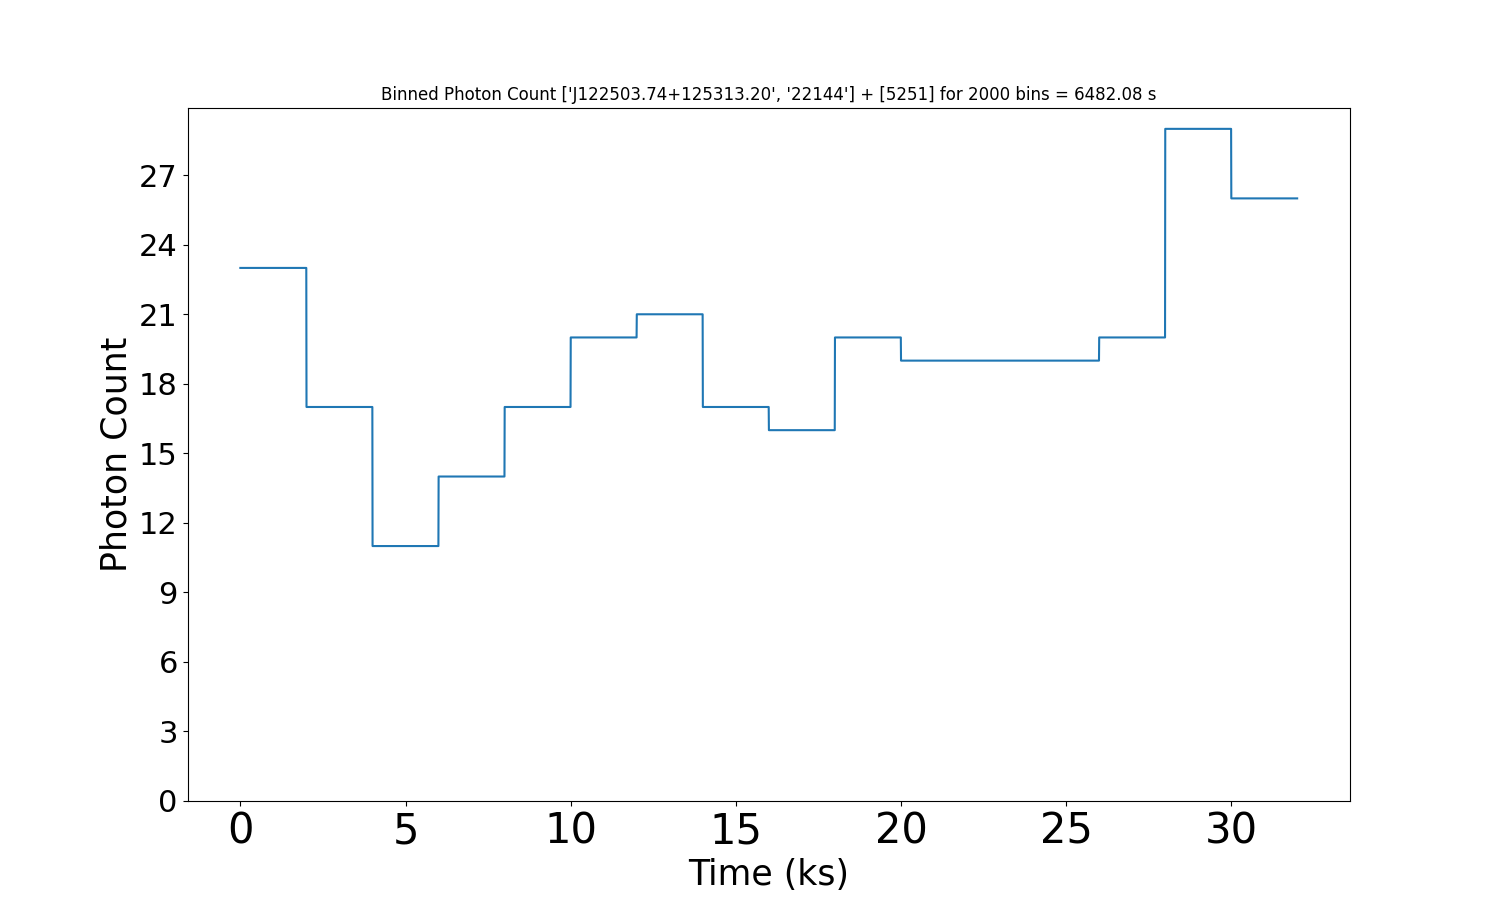 Binned Photon Count ['J122503.74+125313.20', '22144'] + [5251] for 2000 bins = 6482.08 s
27
24
21
18
15
12
9
6
3
0
Photon Count
0 5 10 15 20 25 30
Time (ks)